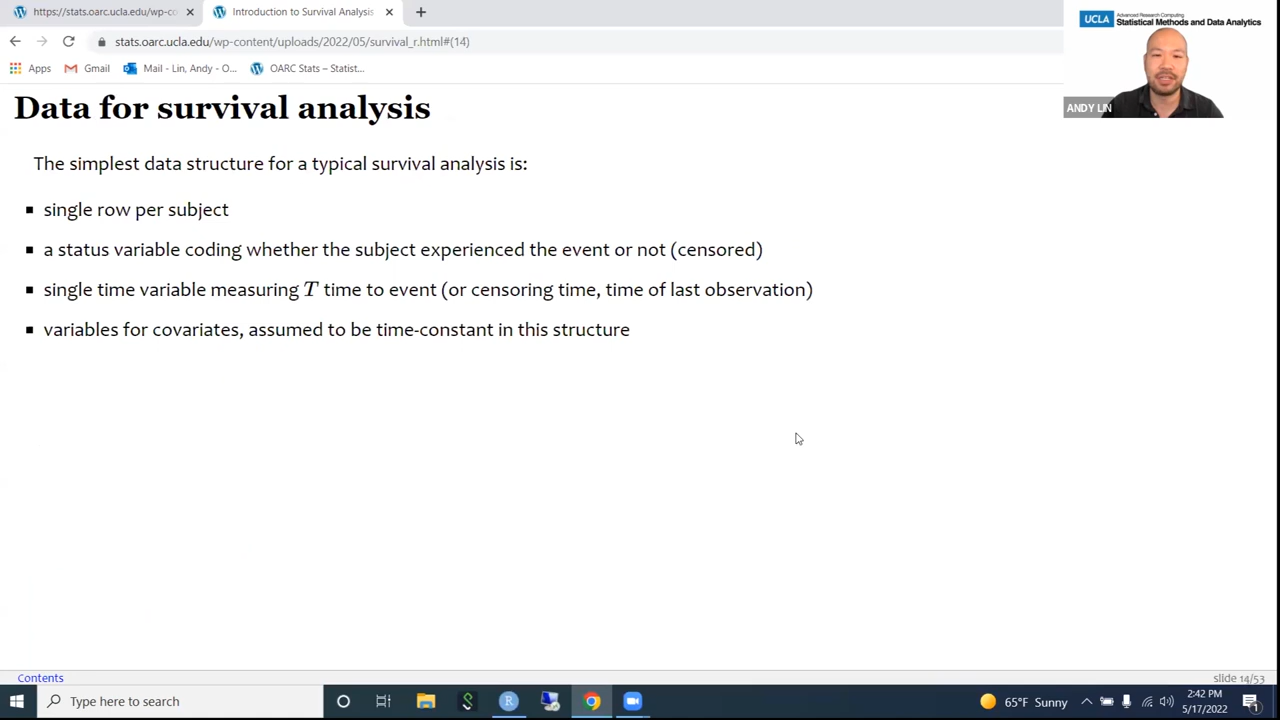 https://stats.oarc.ucla.edu/wp-co
Introduction to Survival Analysis
stats.oarc.ucla.edu/wp-content/uploads/2022/05/survival_r.html#(14)
Apps
Gmail
Mail - Lin, Andy - O...
OARC Stats – Statist...
UCLA
Advanced Research Computing
Statistical Methods and Data Analytics
ANDY LIN
Data for survival analysis
The simplest data structure for a typical survival analysis is:
single row per subject
a status variable coding whether the subject experienced the event or not (censored)
single time variable measuring T time to event (or censoring time, time of last observation)
variables for covariates, assumed to be time-constant in this structure
Contents
slide 14/53
Type here to search
65°F Sunny
2:42 PM
5/17/2022